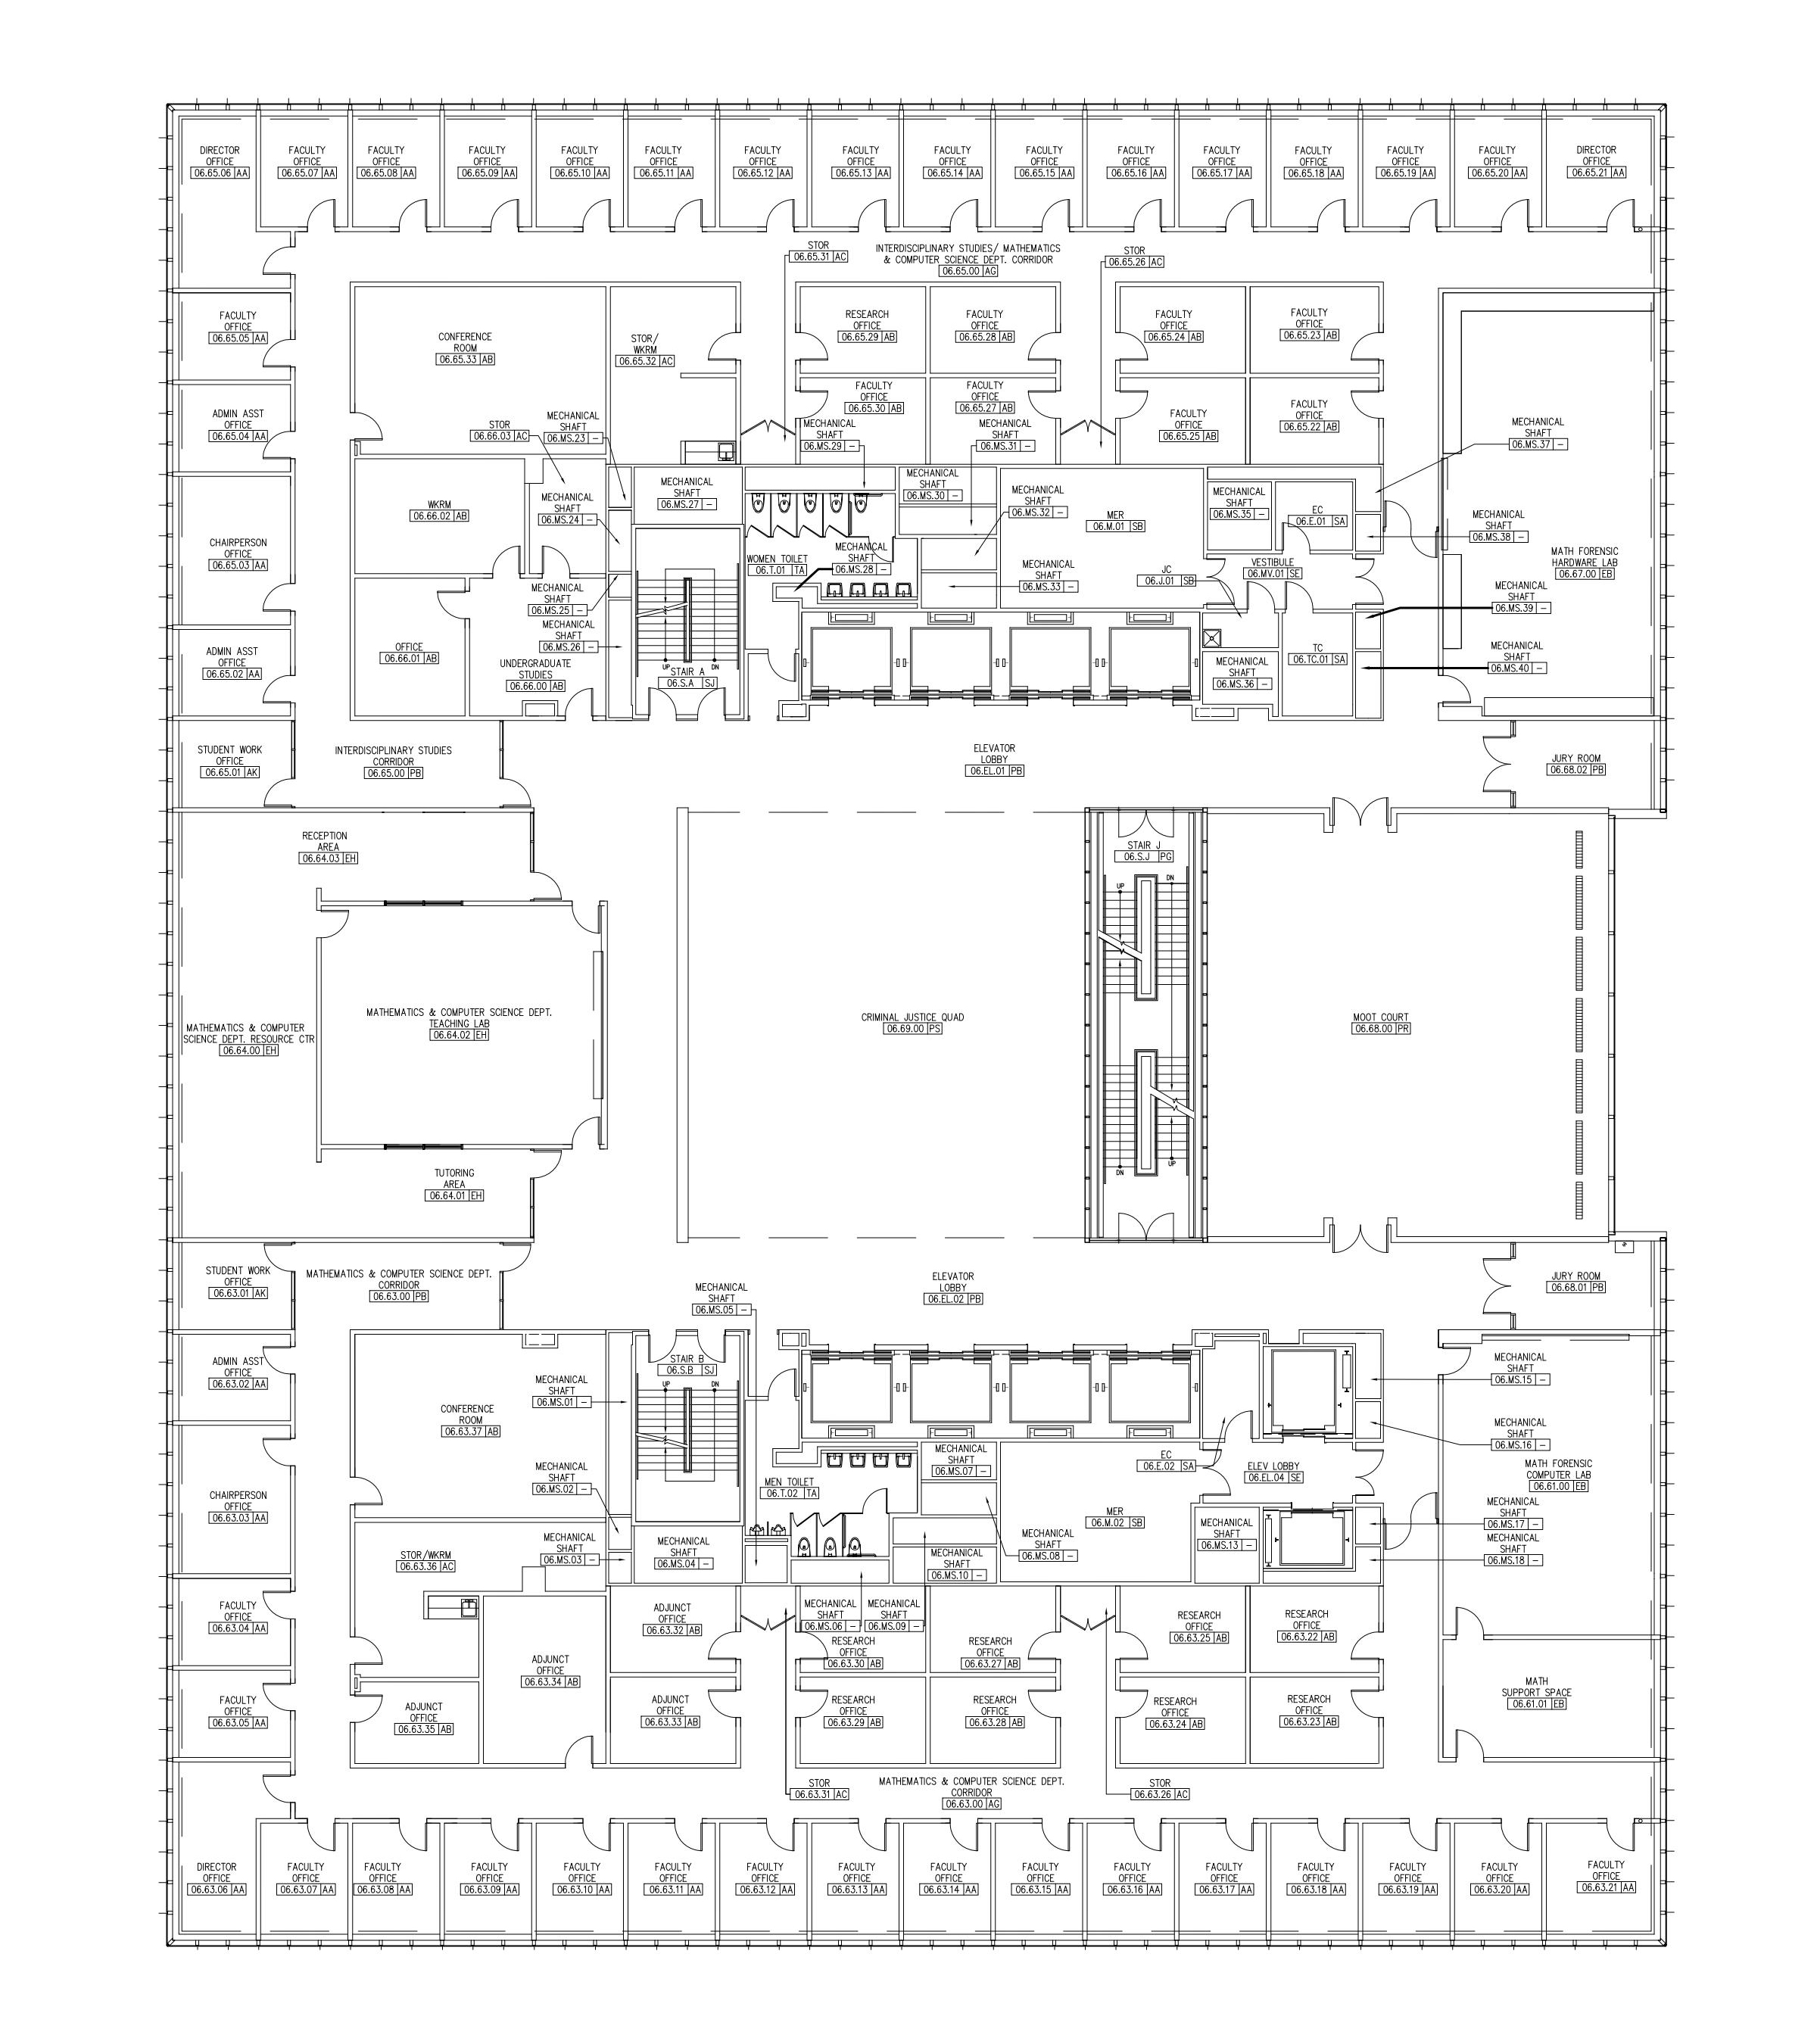 DIRECTOR
OFFICE
06.65.06 AA
FACULTY
OFFICE
06.65.07 AA
FACULTY
OFFICE
06.65.08 AA
FACULTY
OFFICE
06.65.09 AA
FACULTY
OFFICE
06.65.10 AA
FACULTY
OFFICE
06.65.11 AA
FACULTY
OFFICE
06.65.12 AA
FACULTY
OFFICE
06.65.13 AA
FACULTY
OFFICE
06.65.14 AA
FACULTY
OFFICE
06.65.15 AA
FACULTY
OFFICE
06.65.16 AA
FACULTY
OFFICE
06.65.17 AA
FACULTY
OFFICE
06.65.18 AA
FACULTY
OFFICE
06.65.19 AA
FACULTY
OFFICE
06.65.20 AA
DIRECTOR
OFFICE
06.65.21 AA
STOR
06.65.31 AC
INTERDISCIPLINARY STUDIES/ MATHEMATICS
& COMPUTER SCIENCE DEPT. CORRIDOR
06.65.00 AG
STOR
06.65.26 AC
FACULTY
OFFICE
06.65.05 AA
CONFERENCE
ROOM
06.65.33 AB
STOR/
WKRM
06.65.32 AC
RESEARCH
OFFICE
06.65.29 AB
FACULTY
OFFICE
06.65.28 AB
FACULTY
OFFICE
06.65.24 AB
FACULTY
OFFICE
06.65.23 AB
ADMIN ASST
OFFICE
06.65.04 AA
STOR
06.66.03 AC
MECHANICAL
SHAFT
06.MS.23 -
FACULTY
OFFICE
06.65.30 AB
FACULTY
OFFICE
06.65.27 AB
FACULTY
OFFICE
06.65.25 AB
FACULTY
OFFICE
06.65.22 AB
MECHANICAL
SHAFT
06.MS.29 -
MECHANICAL
SHAFT
06.MS.31 -
MECHANICAL
SHAFT
06.MS.37 -
WKRM
06.66.02 AB
MECHANICAL
SHAFT
06.MS.24 -
MECHANICAL
SHAFT
06.MS.27 -
MECHANICAL
SHAFT
06.MS.30 -
MECHANICAL
SHAFT
06.MS.32 -
MER
06.M.01 SB
MECHANICAL
SHAFT
06.MS.35 -
EC
06.E.01 SA
MECHANICAL
SHAFT
06.MS.38 -
CHAIRPERSON
OFFICE
06.65.03 AA
WOMEN TOILET
06.T.01 TA
MECHANICAL
SHAFT
06.MS.28 -
MECHANICAL
SHAFT
06.MS.33 -
JC
06.J.01 SB
VESTIBULE
06.MV.01 SE
MATH FORENSIC
HARDWARE LAB
06.67.00 EB
MECHANICAL
SHAFT
06.MS.25 -
MECHANICAL
SHAFT
06.MS.39 -
ADMIN ASST
OFFICE
06.65.02 AA
OFFICE
06.66.01 AB
MECHANICAL
SHAFT
06.MS.26 -
UNDERGRADUATE
STUDIES
06.66.00 AB
UP
DN
STAIR A
06.S.A SJ
MECHANICAL
SHAFT
06.MS.36 -
TC
06.TC.01 SA
MECHANICAL
SHAFT
06.MS.40 -
STUDENT WORK
OFFICE
06.65.01 AK
INTERDISCIPLINARY STUDIES
CORRIDOR
06.65.00 PB
ELEVATOR
LOBBY
06.EL.01 PB
JURY ROOM
06.68.02 PB
RECEPTION
AREA
06.64.03 EH
STAIR J
06.S.J PG
UP
DN
MATHEMATICS & COMPUTER
SCIENCE DEPT. RESOURCE CTR
06.64.00 EH
MATHEMATICS & COMPUTER SCIENCE DEPT.
TEACHING LAB
06.64.02 EH
CRIMINAL JUSTICE QUAD
06.69.00 PS
MOOT COURT
06.68.00 PR
TUTORING
AREA
06.64.01 EH
DN
UP
STUDENT WORK
OFFICE
06.63.01 AK
MATHEMATICS & COMPUTER SCIENCE DEPT.
CORRIDOR
06.63.00 PB
MECHANICAL
SHAFT
06.MS.05 -
ELEVATOR
LOBBY
06.EL.02 PB
JURY ROOM
06.68.01 PB
ADMIN ASST
OFFICE
06.63.02 AA
MECHANICAL
SHAFT
06.MS.01 -
STAIR B
06.S.B SJ
UP
DN
MECHANICAL
SHAFT
06.MS.15 -
CONFERENCE
ROOM
06.63.37 AB
MECHANICAL
SHAFT
06.MS.16 -
CHAIRPERSON
OFFICE
06.63.03 AA
MECHANICAL
SHAFT
06.MS.02 -
MEN TOILET
06.T.02 TA
MECHANICAL
SHAFT
06.MS.07 -
EC
06.E.02 SA
ELEV LOBBY
06.EL.04 SE
MATH FORENSIC
COMPUTER LAB
06.61.00 EB
MER
06.M.02 SB
MECHANICAL
SHAFT
06.MS.17 -
STOR/WKRM
06.63.36 AC
MECHANICAL
SHAFT
06.MS.03 -
MECHANICAL
SHAFT
06.MS.04 -
MECHANICAL
SHAFT
06.MS.10 -
MECHANICAL
SHAFT
06.MS.08 -
MECHANICAL
SHAFT
06.MS.13 -
MECHANICAL
SHAFT
06.MS.18 -
FACULTY
OFFICE
06.63.04 AA
ADJUNCT
OFFICE
06.63.32 AB
MECHANICAL
SHAFT
06.MS.06 -
MECHANICAL
SHAFT
06.MS.09 -
RESEARCH
OFFICE
06.63.30 AB
RESEARCH
OFFICE
06.63.27 AB
RESEARCH
OFFICE
06.63.25 AB
RESEARCH
OFFICE
06.63.22 AB
ADJUNCT
OFFICE
06.63.34 AB
MATH
SUPPORT SPACE
06.61.01 EB
FACULTY
OFFICE
06.63.05 AA
ADJUNCT
OFFICE
06.63.35 AB
ADJUNCT
OFFICE
06.63.33 AB
RESEARCH
OFFICE
06.63.29 AB
RESEARCH
OFFICE
06.63.28 AB
RESEARCH
OFFICE
06.63.24 AB
RESEARCH
OFFICE
06.63.23 AB
STOR
06.63.31 AC
MATHEMATICS & COMPUTER SCIENCE DEPT.
CORRIDOR
06.63.00 AG
STOR
06.63.26 AC
DIRECTOR
OFFICE
06.63.06 AA
FACULTY
OFFICE
06.63.07 AA
FACULTY
OFFICE
06.63.08 AA
FACULTY
OFFICE
06.63.09 AA
FACULTY
OFFICE
06.63.10 AA
FACULTY
OFFICE
06.63.11 AA
FACULTY
OFFICE
06.63.12 AA
FACULTY
OFFICE
06.63.13 AA
FACULTY
OFFICE
06.63.14 AA
FACULTY
OFFICE
06.63.15 AA
FACULTY
OFFICE
06.63.16 AA
FACULTY
OFFICE
06.63.17 AA
FACULTY
OFFICE
06.63.18 AA
FACULTY
OFFICE
06.63.19 AA
FACULTY
OFFICE
06.63.20 AA
FACULTY
OFFICE
06.63.21 AA